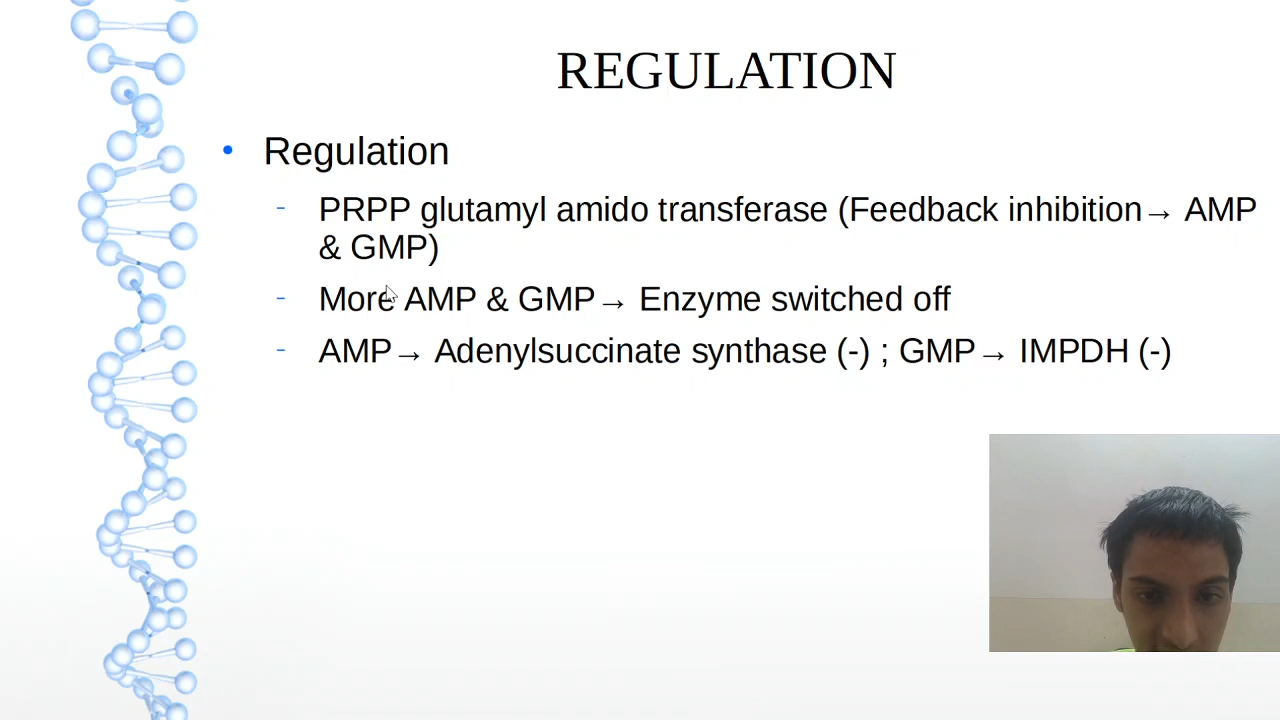 REGULATION
• Regulation
- PRPP glutamyl amido transferase (Feedback inhibition→ AMP
& GMP)
- More AMP & GMP→ Enzyme switched off
- AMP→ Adenylsuccinate synthase (-) ; GMP→ IMPDH (-)